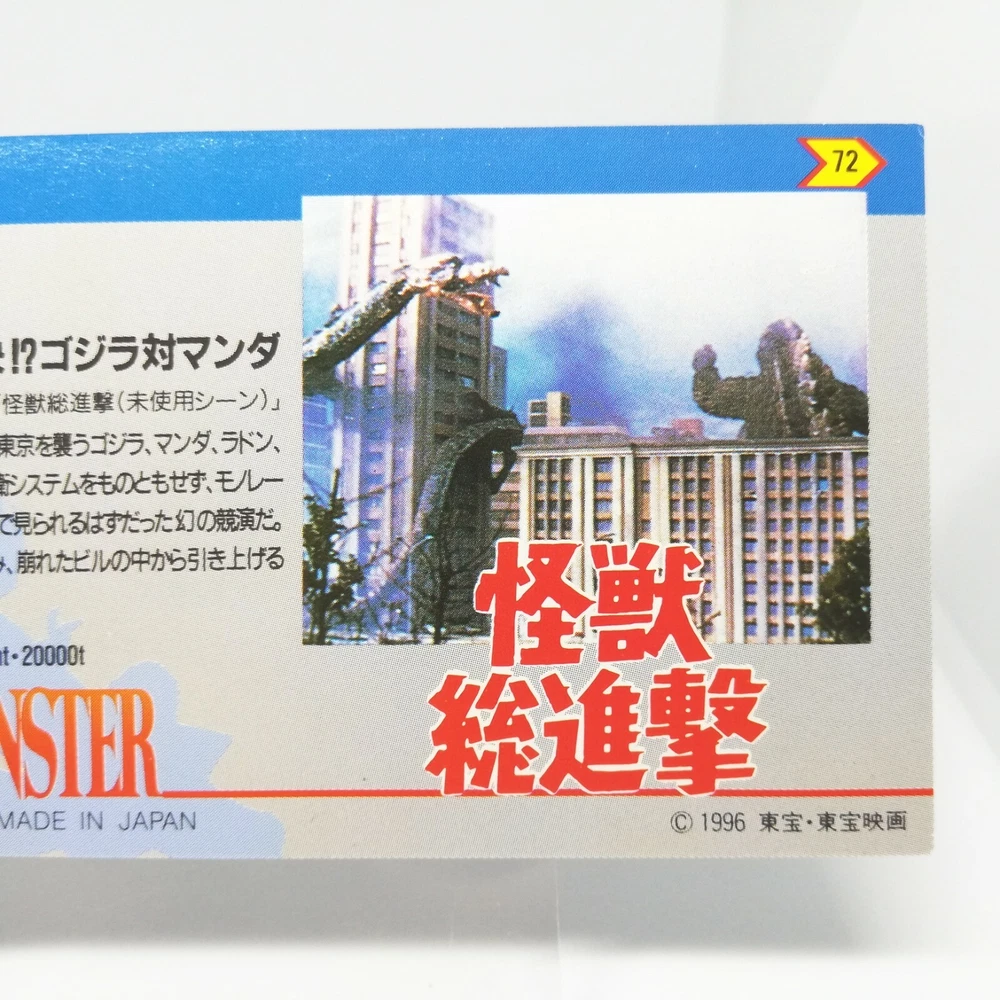 72
!?ゴジラ対マンダ
「怪獣総進撃(未使用シーン)」
東京を襲うゴジラ、マンダ、ラドン、
システムをものともせず、モノレー
で見られるはずだった幻の競演だ。
、崩れたビルの中から引き上げる
t・20000t
NSTER
MADE IN JAPAN
怪獣
総進撃
© 1996 東宝・東宝映画